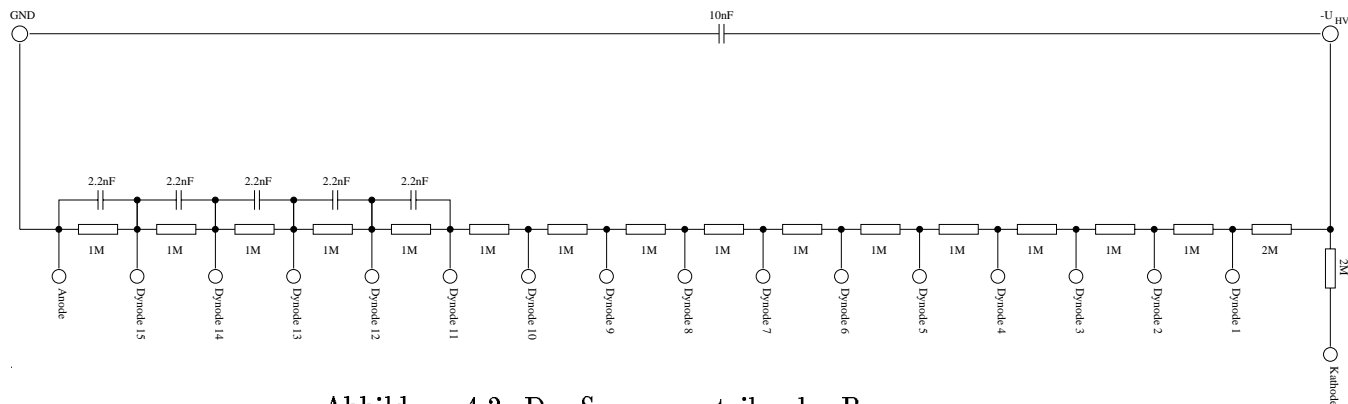 GND
10nF
-U HV
2.2nF 2.2nF 2.2nF 2.2nF 2.2nF
1M 1M 1M 1M 1M 1M 1M 1M 1M 1M 1M 1M 1M 1M 1M 2M
2M
Anode
Dynode 15
Dynode 14
Dynode 13
Dynode 12
Dynode 11
Dynode 10
Dynode 9
Dynode 8
Dynode 7
Dynode 6
Dynode 5
Dynode 4
Dynode 3
Dynode 2
Dynode 1
Kathode